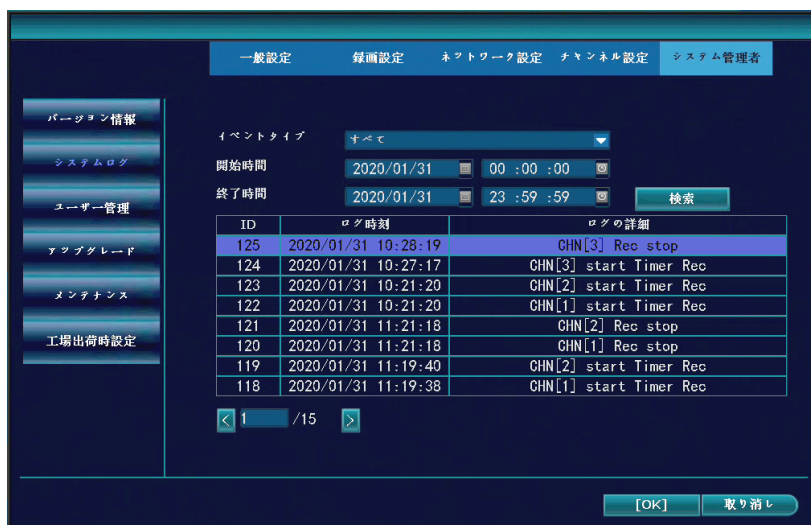 一般設定 録画設定 ネットワーク設定 チャンネル設定 システム管理者
バージョン情報
システムログ
ユーザー管理
アップグレード
メンテナンス
工場出荷時設定
イベントタイプ すべて
開始時間 2020/01/31 00 :00 :00
終了時間 2020/01/31 23 :59 :59 検索
ID ログ時刻 ログの詳細
125 2020/01/31 10:28:19 CHN[3] Rec stop
124 2020/01/31 10:27:17 CHN[3] start Timer Rec
123 2020/01/31 10:21:20 CHN[2] start Timer Rec
122 2020/01/31 10:21:20 CHN[1] start Timer Rec
121 2020/01/31 11:21:18 CHN[2] Rec stop
120 2020/01/31 11:21:18 CHN[1] Rec stop
119 2020/01/31 11:19:40 CHN[2] start Timer Rec
118 2020/01/31 11:19:38 CHN[1] start Timer Rec
< 1 /15 >
[OK] 取り消し